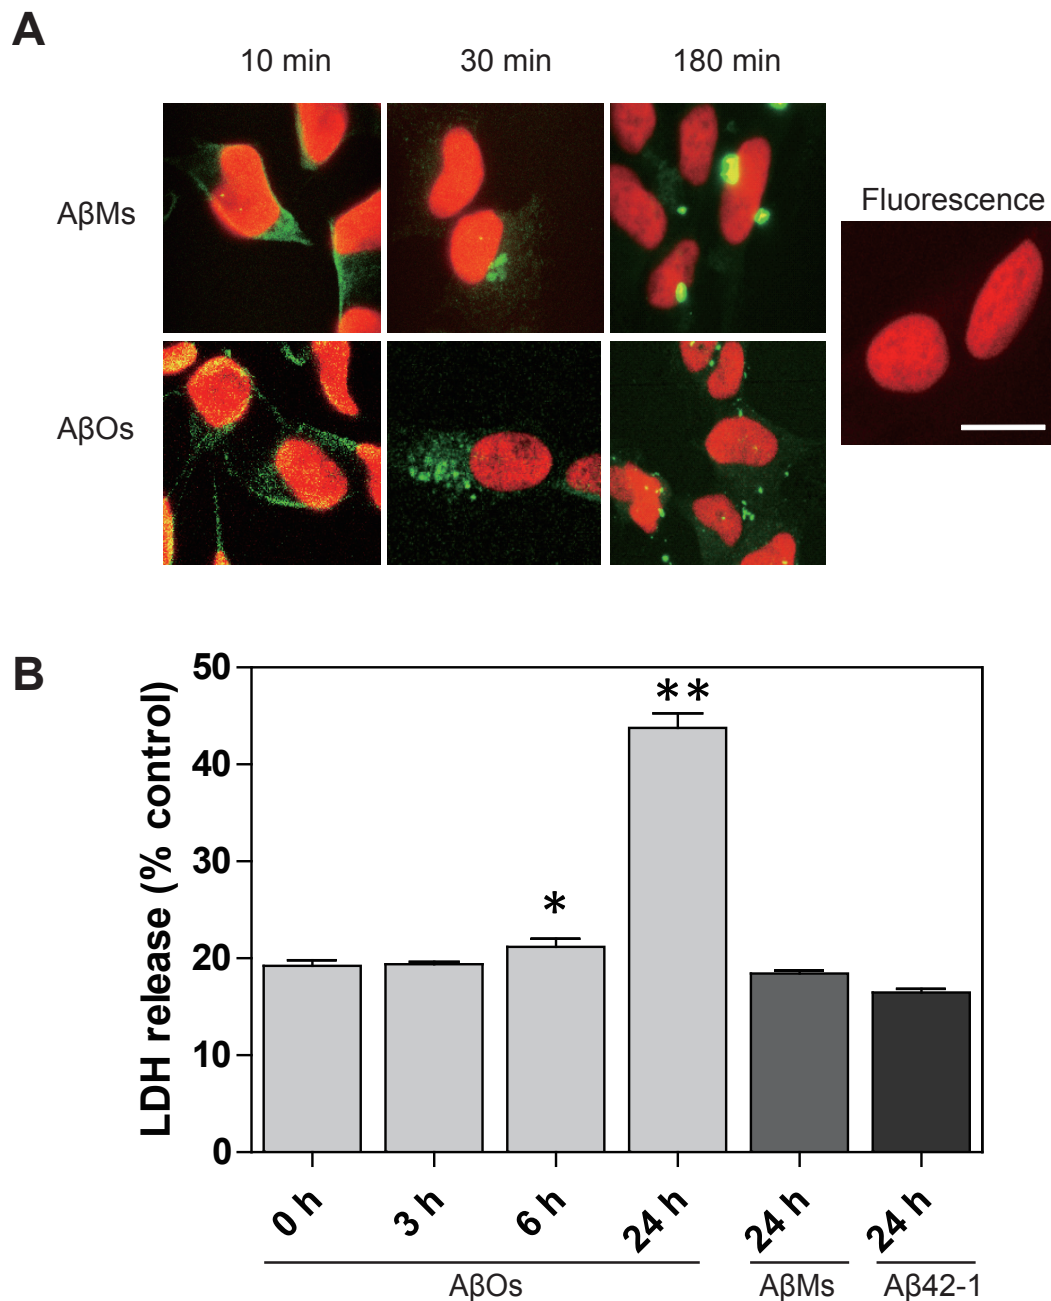 A
10 min 30 min 180 min
AβMs
Fluorescence
AβOs
B
LDH release (% control)
50
40
30
20
10
0
*
**
0 h 3 h 6 h 24 h 24 h 24 h
AβOs AβMs Aβ42-1